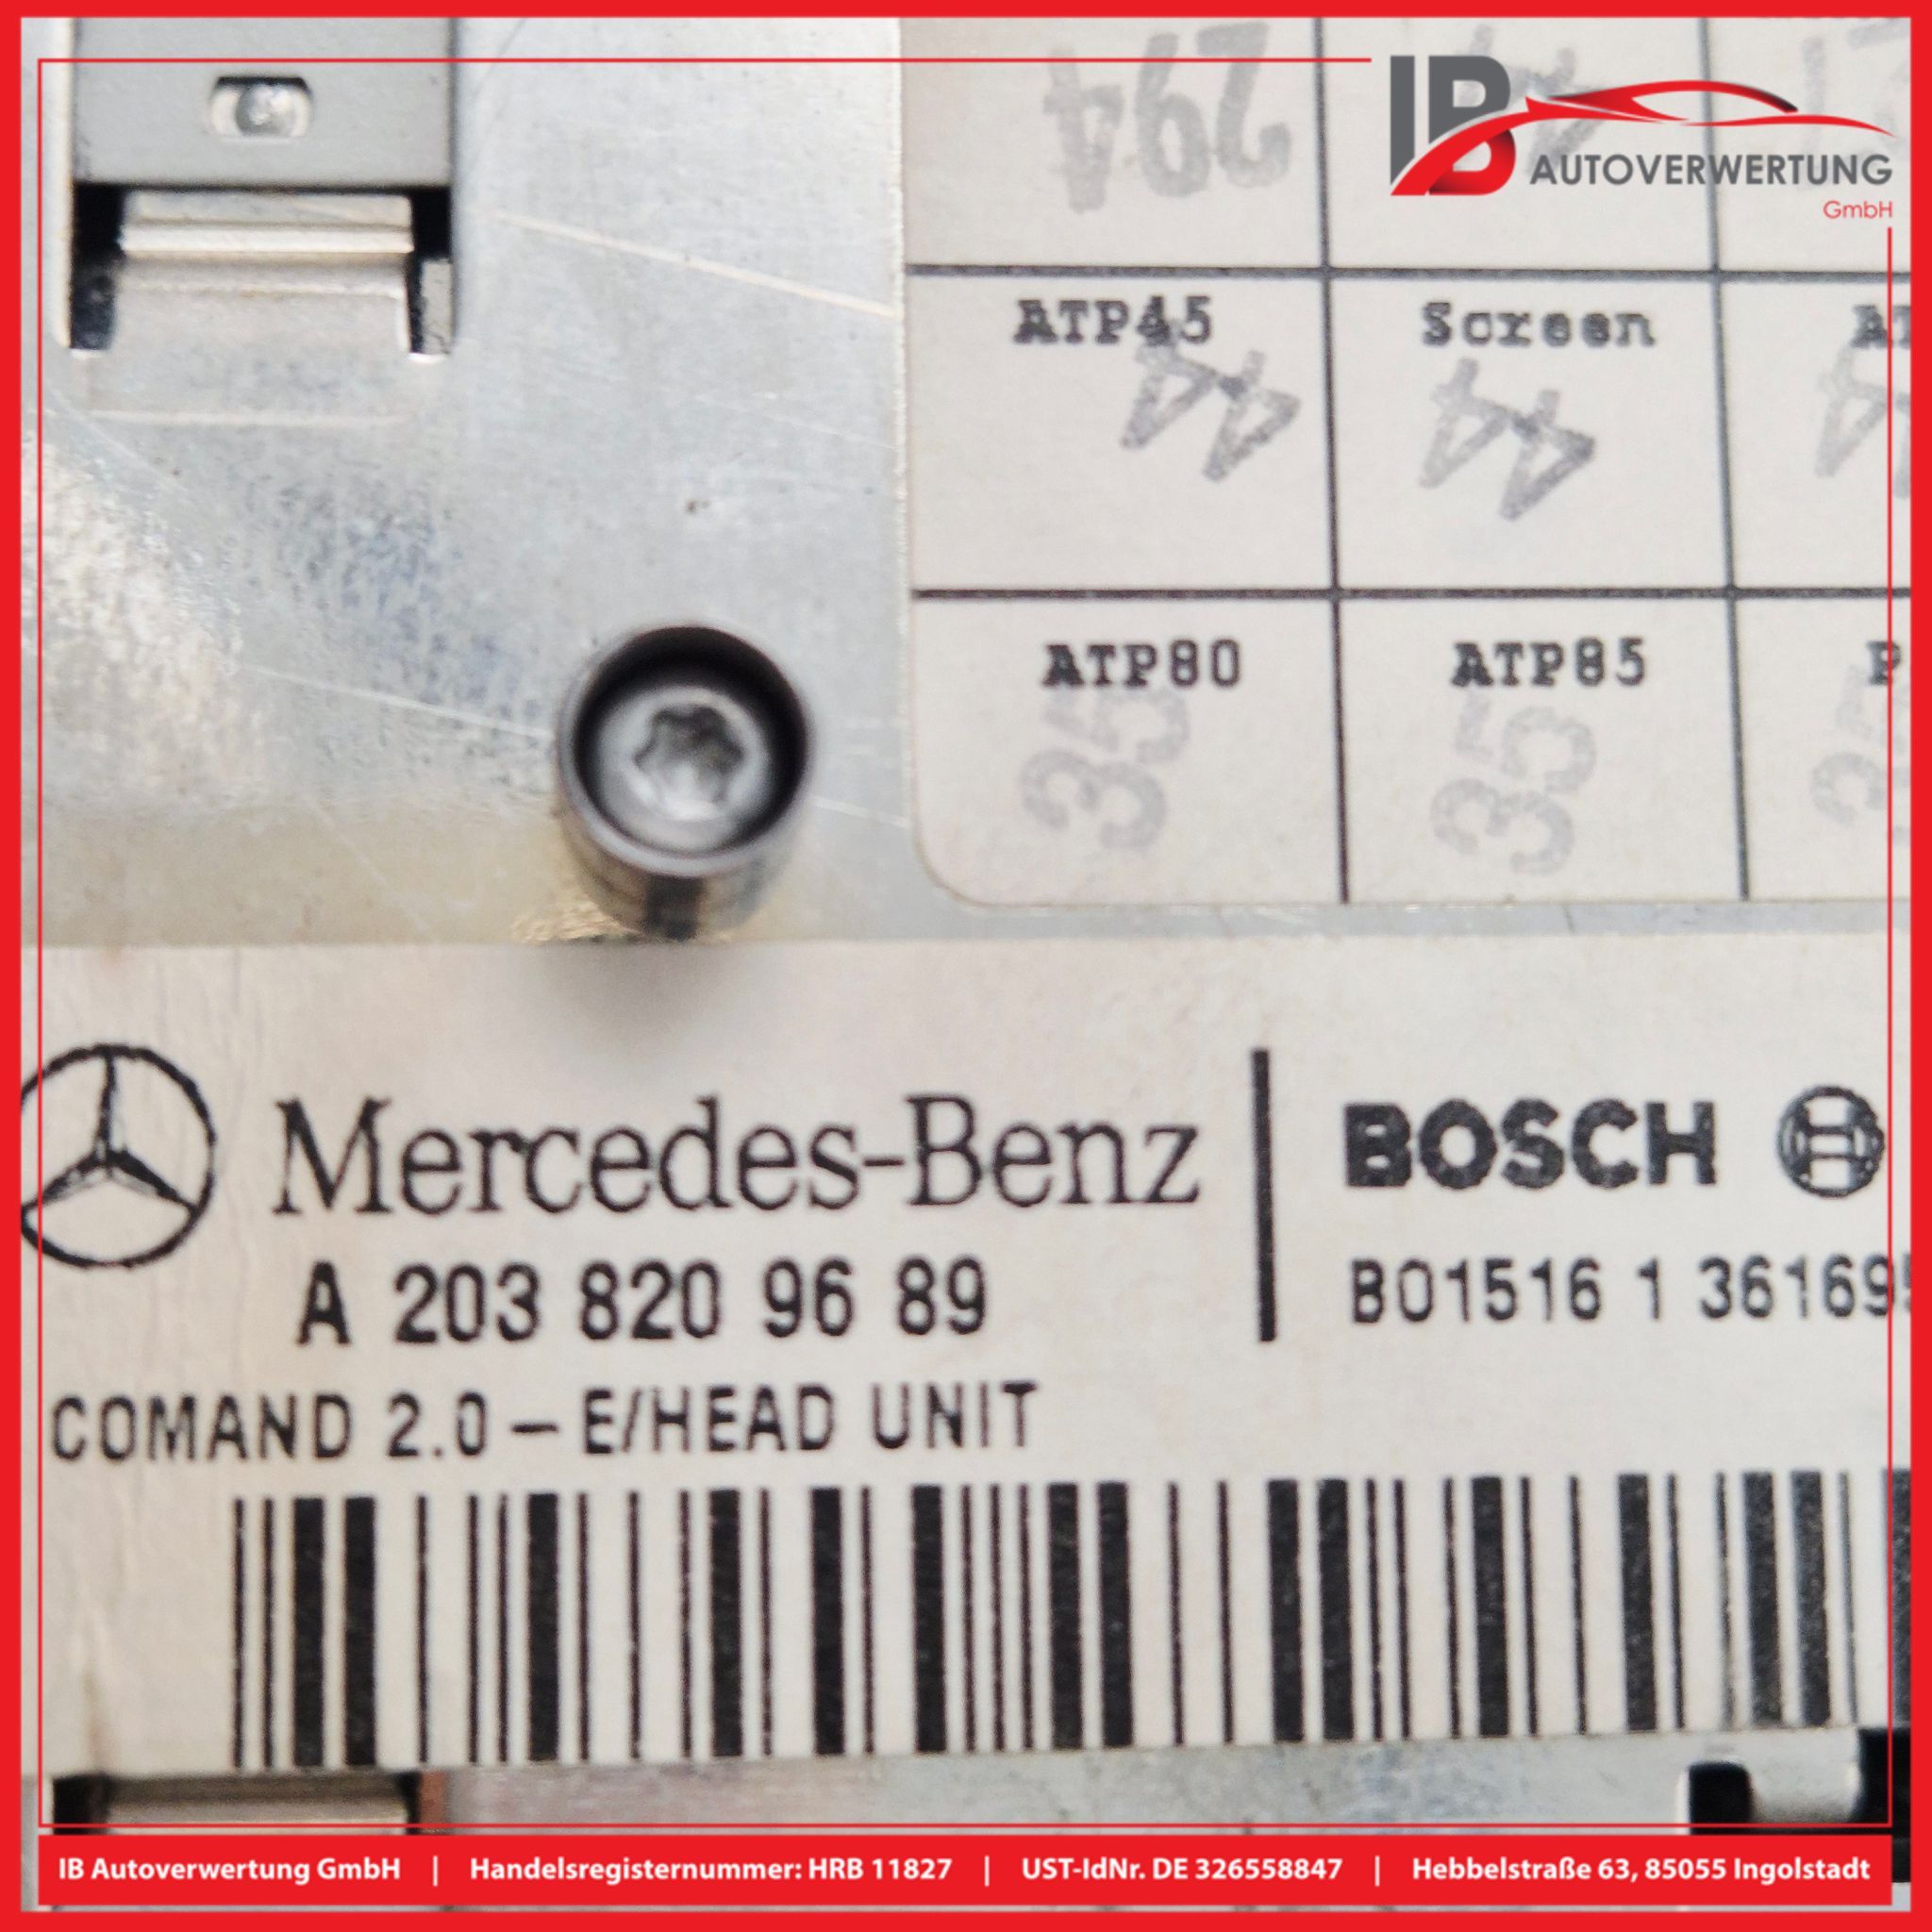 294
IB
AUTOVERWERTUNG
GmbH
ATP45
Screen
44
44
ATP80
ATP85
P
35
35
Mercedes-Benz
BOSCH
A 203 820 96 89
B01516 1 36169
COMAND 2.0 – E/HEAD UNIT
IB Autoverwertung GmbH | Handelsregisternummer: HRB 11827 | UST-IdNr. DE 326558847 | Hebbelstraße 63, 85055 Ingolstadt